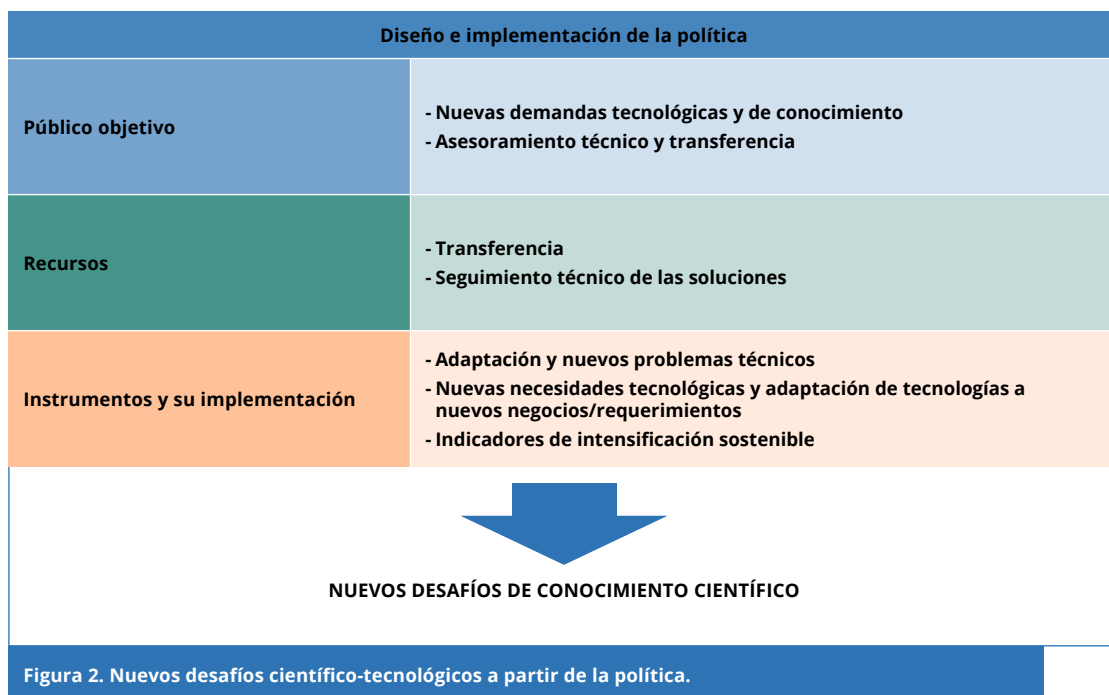 Diseño e implementación de la política
Público objetivo
- Nuevas demandas tecnológicas y de conocimiento
- Asesoramiento técnico y transferencia
Recursos
- Transferencia
- Seguimiento técnico de las soluciones
Instrumentos y su implementación
- Adaptación y nuevos problemas técnicos
- Nuevas necesidades tecnológicas y adaptación de tecnologías a
nuevos negocios/requerimientos
- Indicadores de intensificación sostenible
NUEVOS DESAFÍOS DE CONOCIMIENTO CIENTÍFICO
Figura 2. Nuevos desafíos científico-tecnológicos a partir de la política.